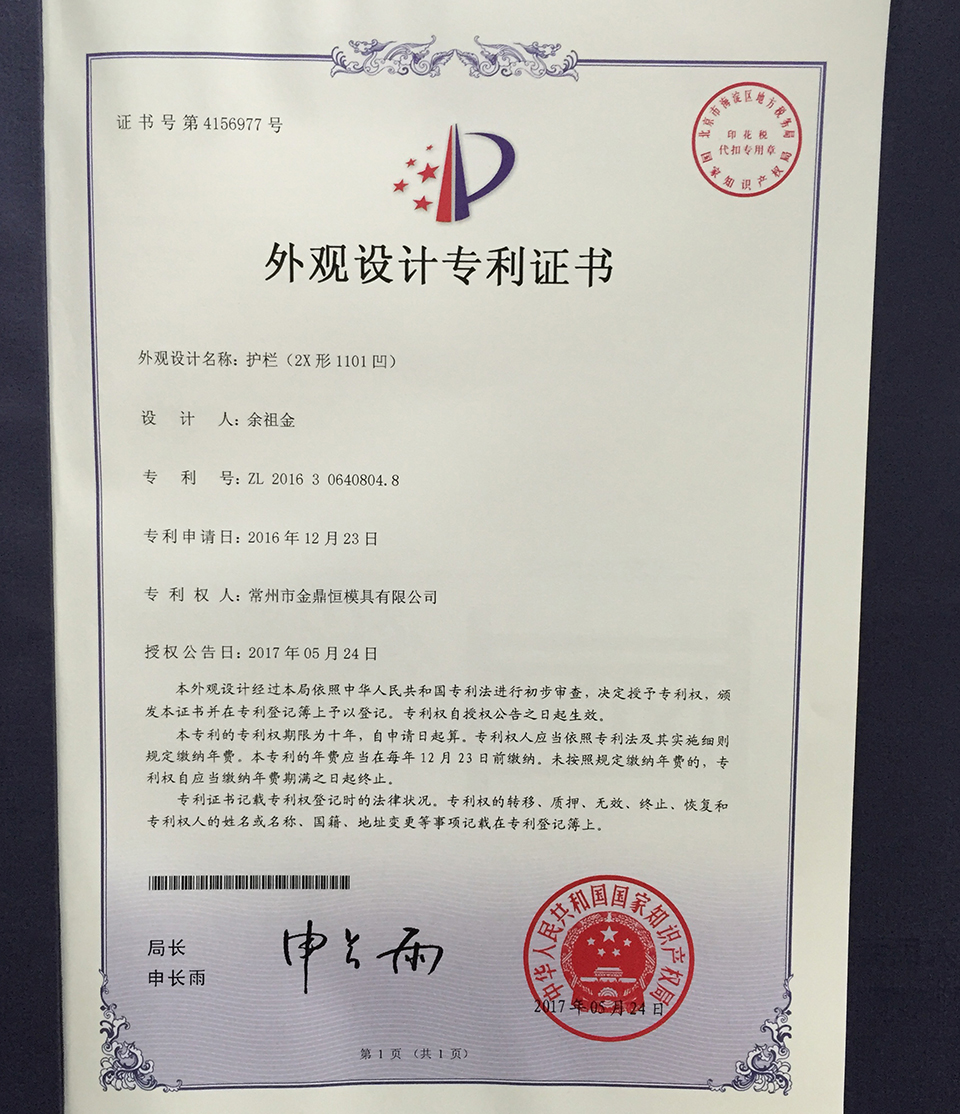 证书号第4156977号
北京市海淀区地方税务局
印花税
代扣专用章
国家知识产权局
外观设计专利证书
外观设计名称：护栏（2X形1101凹）
设计人：余祖金
专利号：ZL 2016 3 0640804.8
专利申请日：2016年12月23日
专利权人：常州市金鼎恒模具有限公司
授权公告日：2017年05月24日
本外观设计经过本局依照中华人民共和国专利法进行初步审查，决定授予专利权，颁
发本证书并在专利登记簿上予以登记。专利权自授权公告之日起生效。
本专利的专利权期限为十年，自申请日起算。专利权人应当依照专利法及其实施细则
规定缴纳年费。本专利的年费应当在每年12月23日前缴纳。未按照规定缴纳年费的，专
利权自应当缴纳年费期满之日起终止。
专利证书记载专利权登记时的法律状况。专利权的转移、质押、无效、终止、恢复和
专利权人的姓名或名称、国籍、地址变更等事项记载在专利登记簿上。
局长
申长雨
申长雨
中华人民共和国国家知识产权局
2017年05月24日
第1页（共1页）